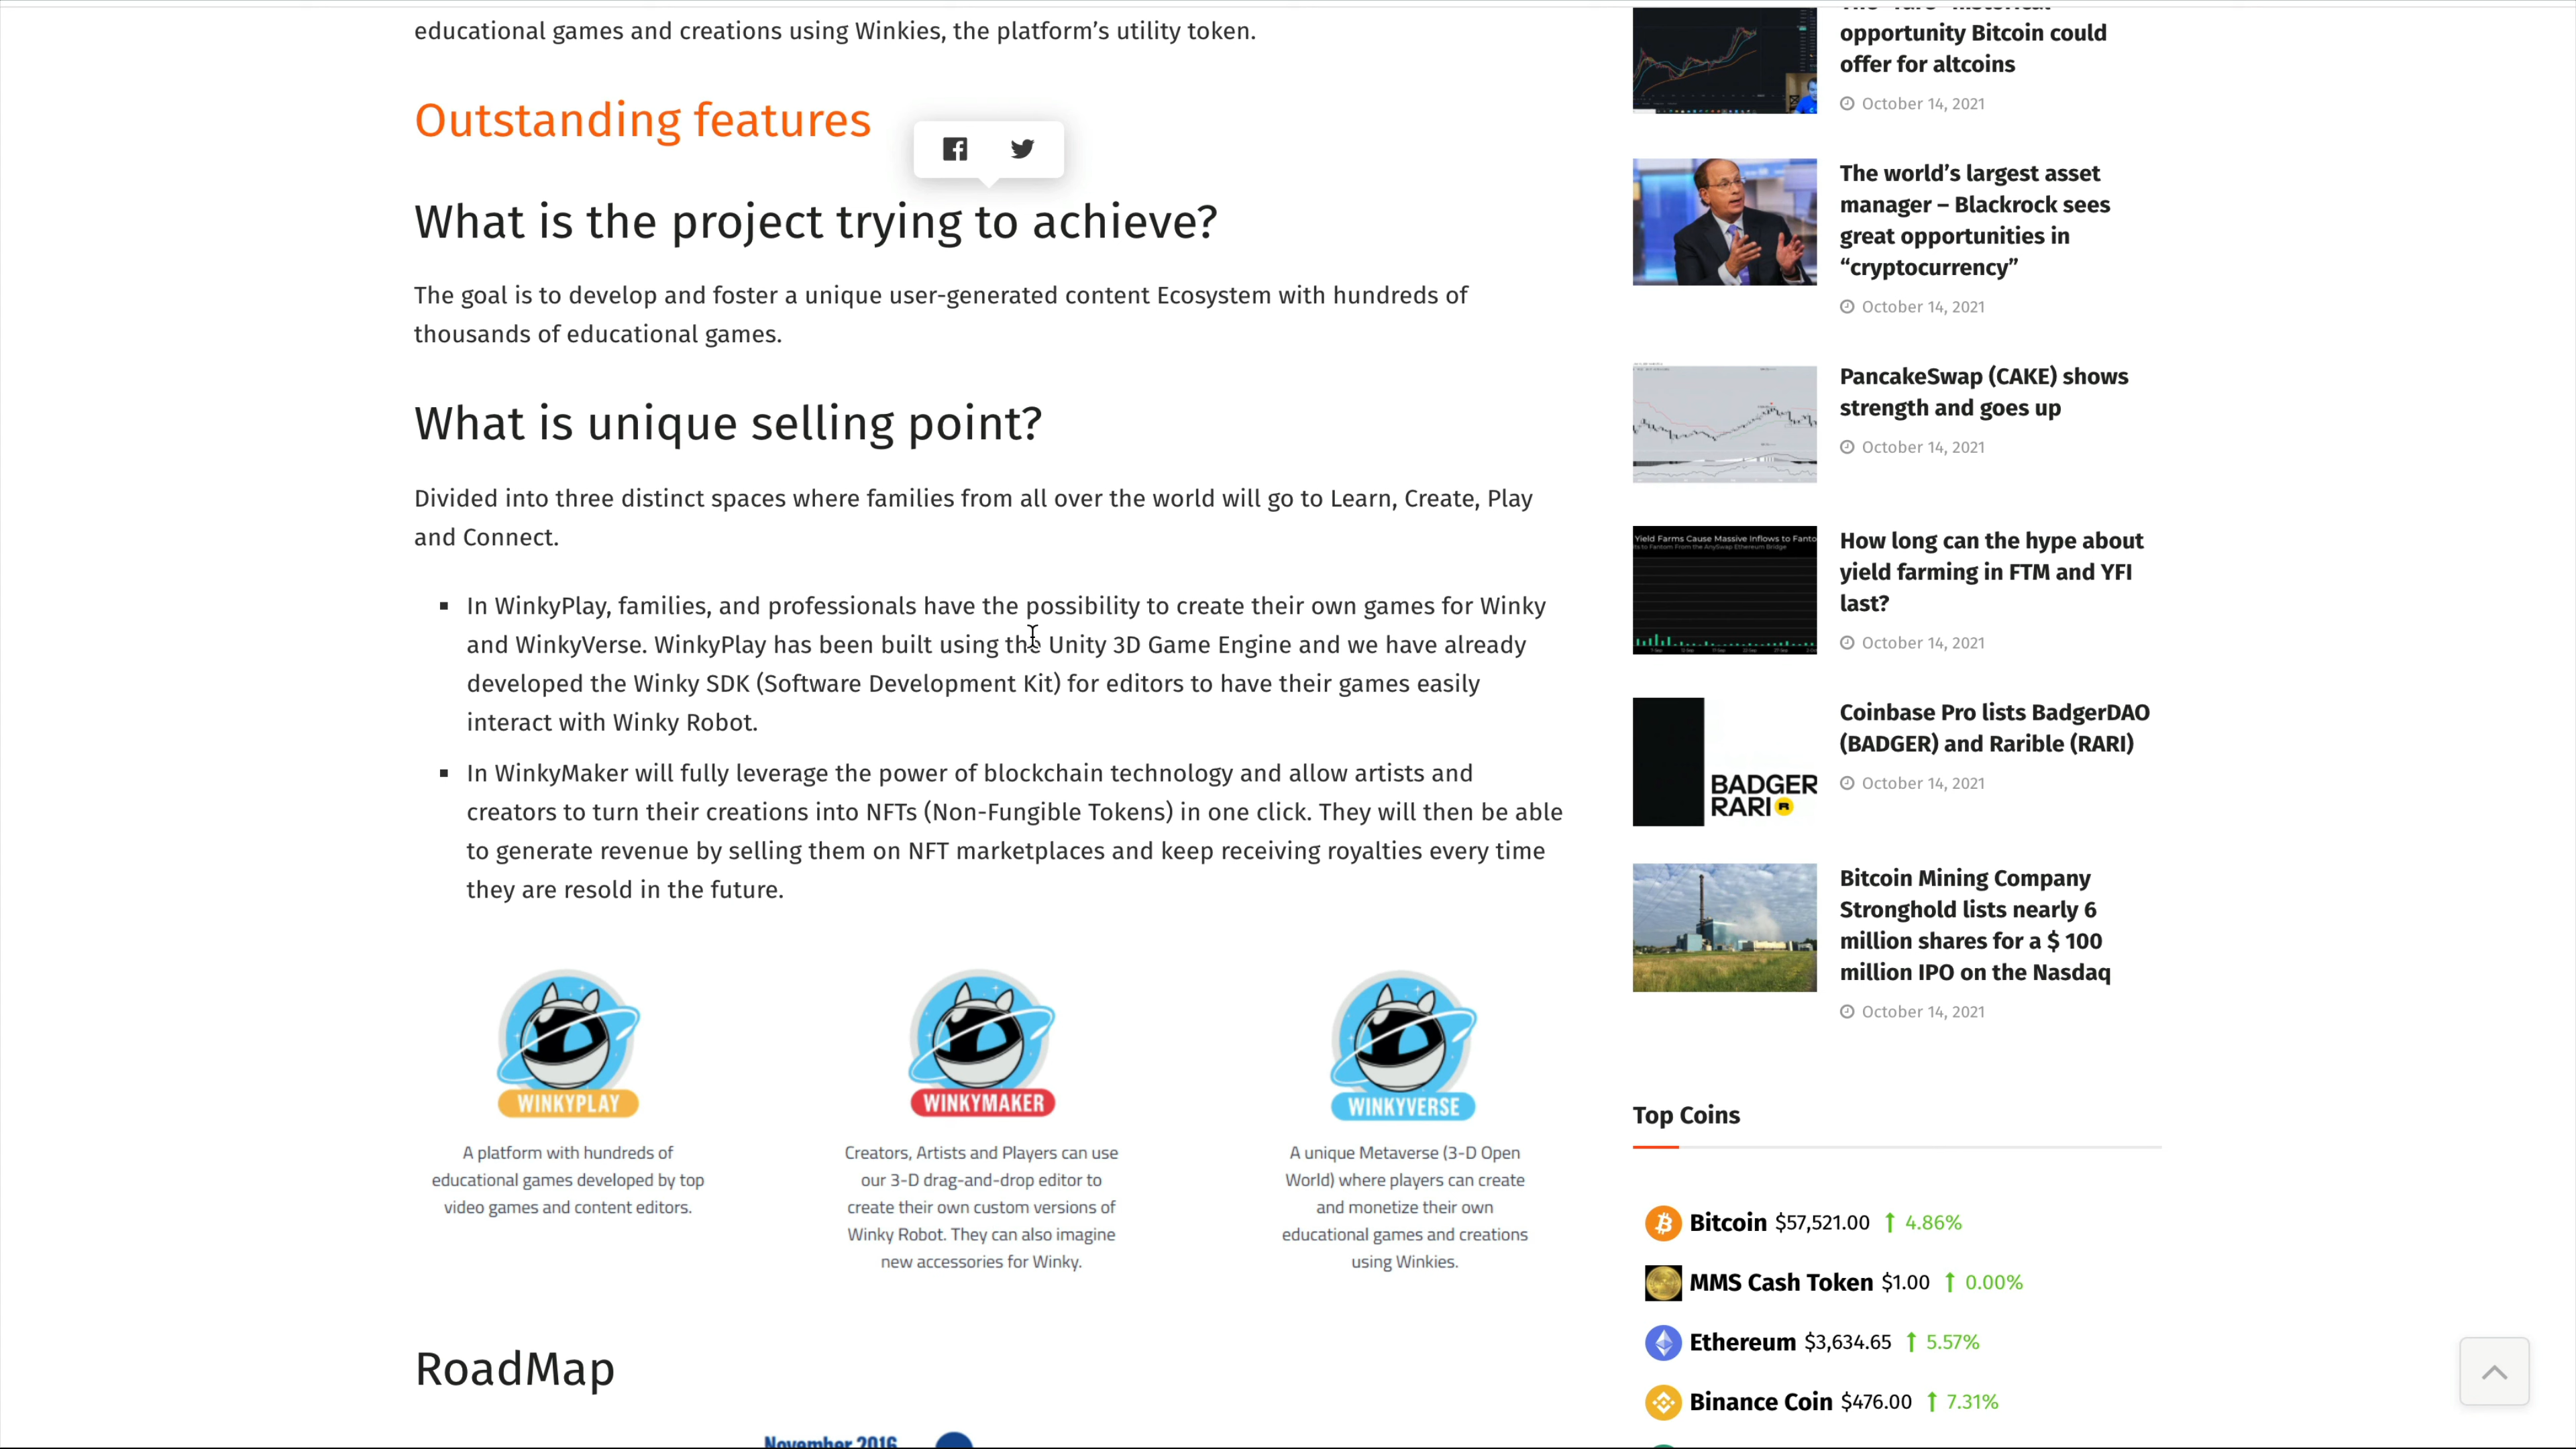 educational games and creations using Winkies, the platform’s utility token.
Outstanding features
What is the project trying to achieve?
The goal is to develop and foster a unique user-generated content Ecosystem with hundreds of
thousands of educational games.
What is unique selling point?
Divided into three distinct spaces where families from all over the world will go to Learn, Create, Play
and Connect.
▪ In WinkyPlay, families, and professionals have the possibility to create their own games for Winky
and WinkyVerse. WinkyPlay has been built using the Unity 3D Game Engine and we have already
developed the Winky SDK (Software Development Kit) for editors to have their games easily
interact with Winky Robot.
▪ In WinkyMaker will fully leverage the power of blockchain technology and allow artists and
creators to turn their creations into NFTs (Non-Fungible Tokens) in one click. They will then be able
to generate revenue by selling them on NFT marketplaces and keep receiving royalties every time
they are resold in the future.
WINKYPLAY
A platform with hundreds of
educational games developed by top
video games and content editors.
WINKYMAKER
Creators, Artists and Players can use
our 3-D drag-and-drop editor to
create their own custom versions of
Winky Robot. They can also imagine
new accessories for Winky.
WINKYVERSE
A unique Metaverse (3-D Open
World) where players can create
and monetize their own
educational games and creations
using Winkies.
RoadMap
November 2016
opportunity Bitcoin could
offer for altcoins
October 14, 2021
The world’s largest asset
manager – Blackrock sees
great opportunities in
“cryptocurrency”
October 14, 2021
PancakeSwap (CAKE) shows
strength and goes up
October 14, 2021
Yield Farms Cause Massive Inflows to Fanto
to Fantom From the AnySwap Ethereum Bridge
How long can the hype about
yield farming in FTM and YFI
last?
October 14, 2021
BADGER
RARI
Coinbase Pro lists BadgerDAO
(BADGER) and Rarible (RARI)
October 14, 2021
Bitcoin Mining Company
Stronghold lists nearly 6
million shares for a $ 100
million IPO on the Nasdaq
October 14, 2021
Top Coins
Bitcoin $57,521.00 ↑ 4.86%
MMS Cash Token $1.00 ↑ 0.00%
Ethereum $3,634.65 ↑ 5.57%
Binance Coin $476.00 ↑ 7.31%